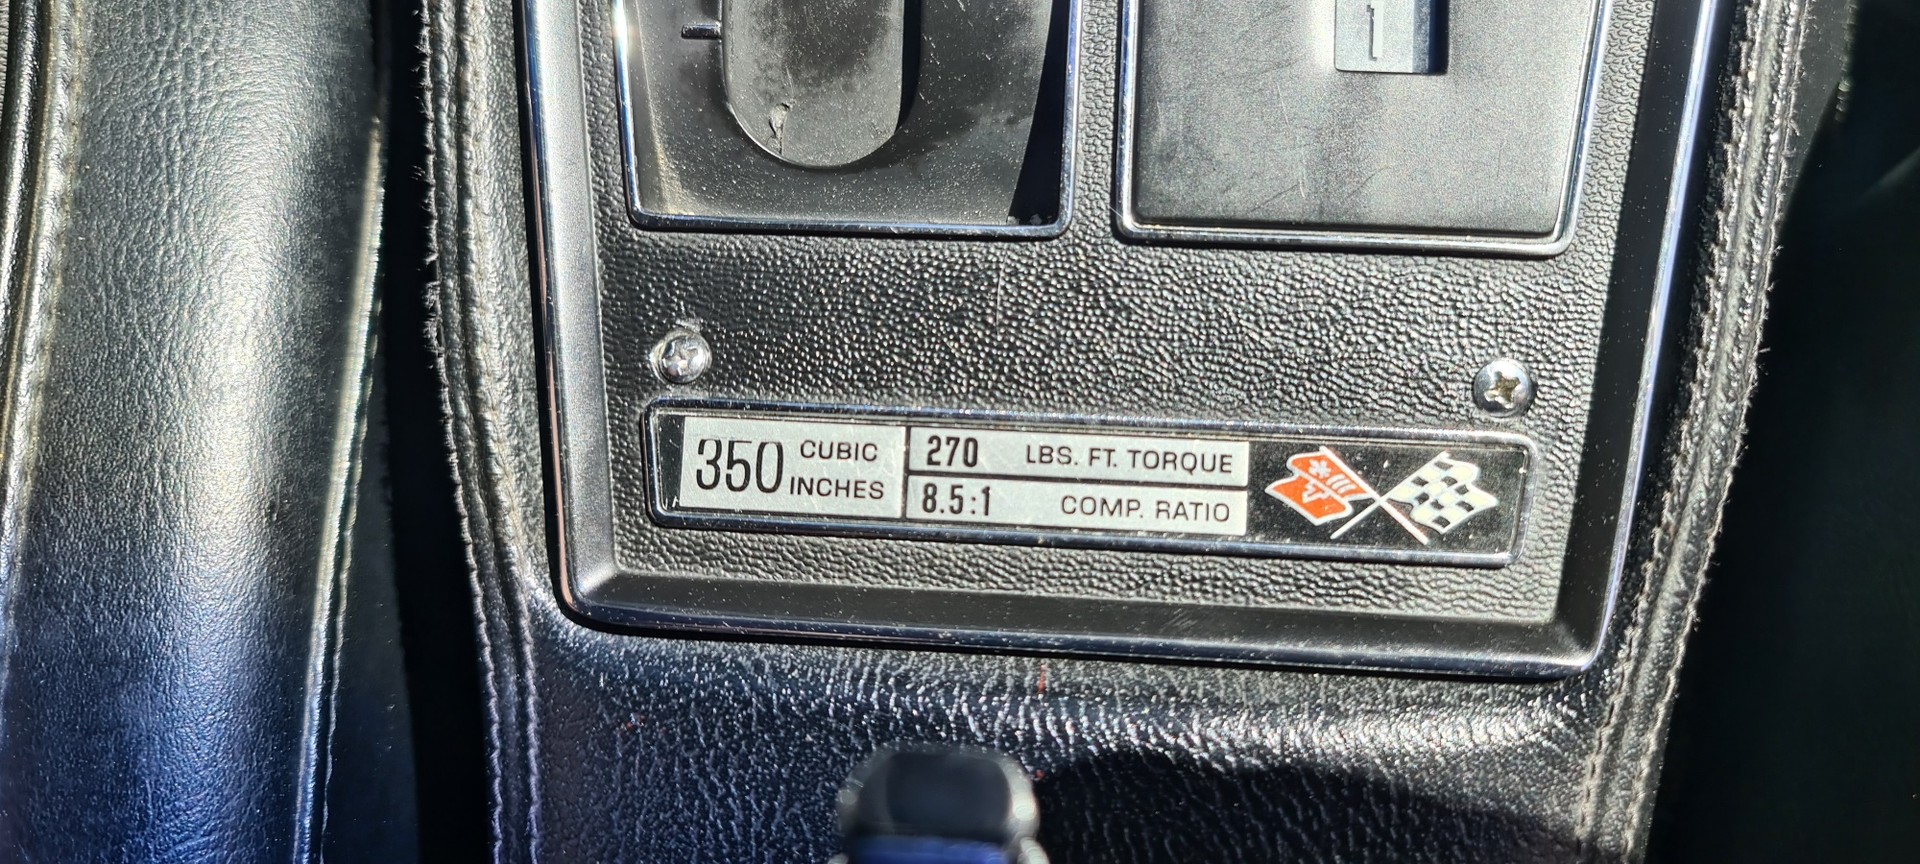 350 CUBIC INCHES
270 LBS. FT. TORQUE
8.5:1 COMP. RATIO